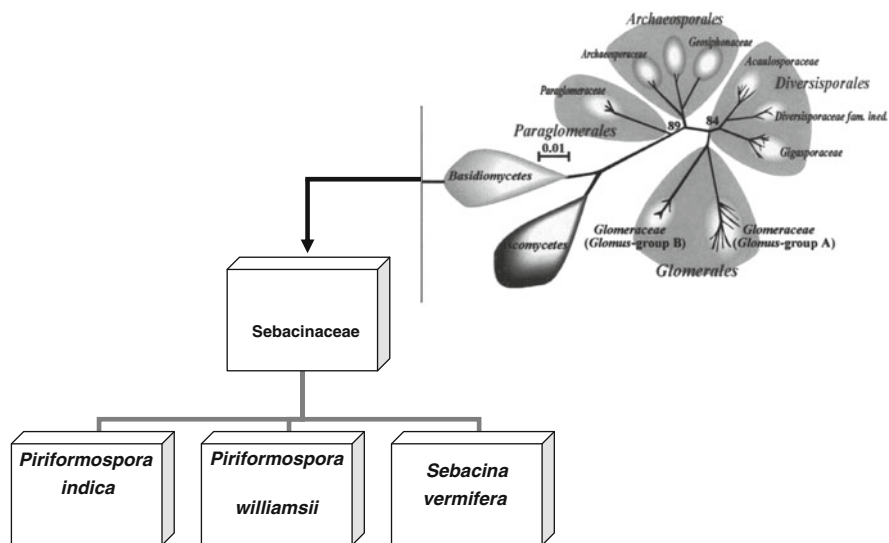 Archaeosporales
Geosiphonaceae
Archaeosporaceae
Acaulosporaceae
Diversisporales
Paraglomeraceae
Diversisporaceae fam. ined.
89
84
Paraglomerales
Gigasporaceae
0.01
Basidiomycetes
Ascomycetes
Glomeraceae
(Glomus-group B)
Glomeraceae
(Glomus-group A)
Glomerales
Sebacinaceae
Piriformospora
indica
Piriformospora
williamsii
Sebacina
vermifera